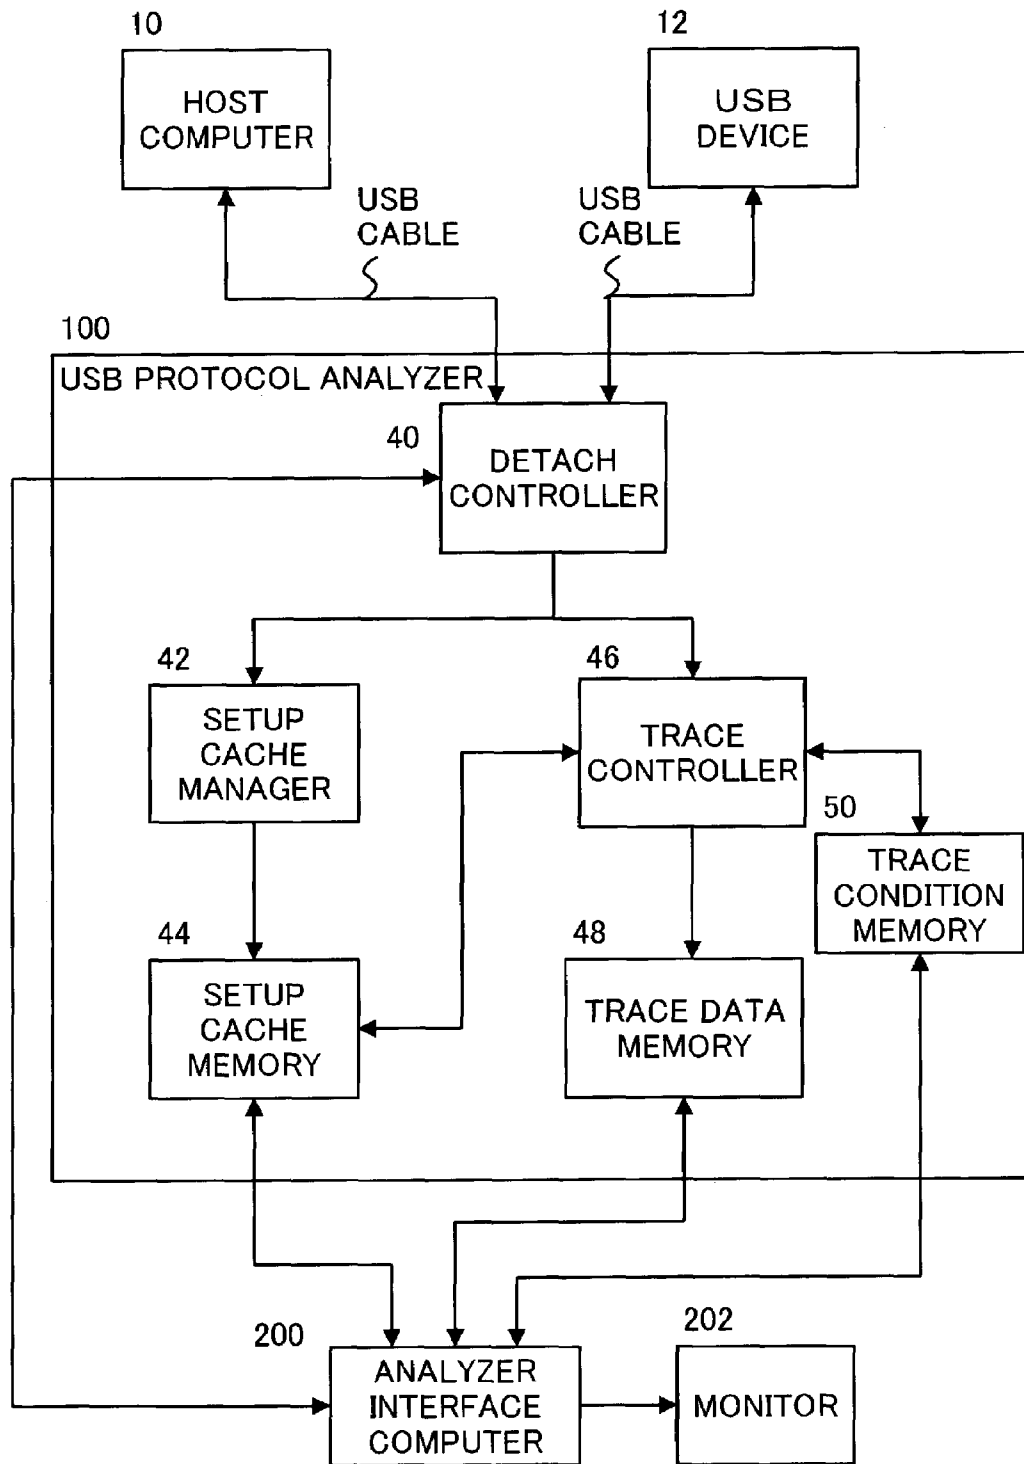 10
12
HOST
COMPUTER
USB
DEVICE
USB
CABLE
USB
CABLE
100
USB PROTOCOL ANALYZER
40
DETACH
CONTROLLER
42
46
SETUP
CACHE
MANAGER
TRACE
CONTROLLER
50
TRACE
CONDITION
MEMORY
44
48
SETUP
CACHE
MEMORY
TRACE DATA
MEMORY
200
202
ANALYZER
INTERFACE
COMPUTER
MONITOR